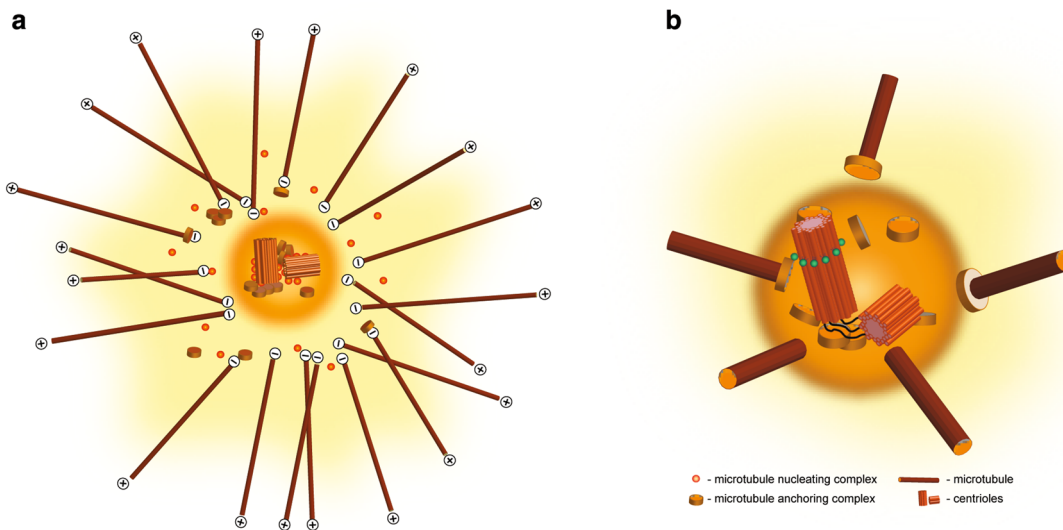 a
b
- microtubule nucleating complex
- microtubule
- microtubule anchoring complex
- centrioles